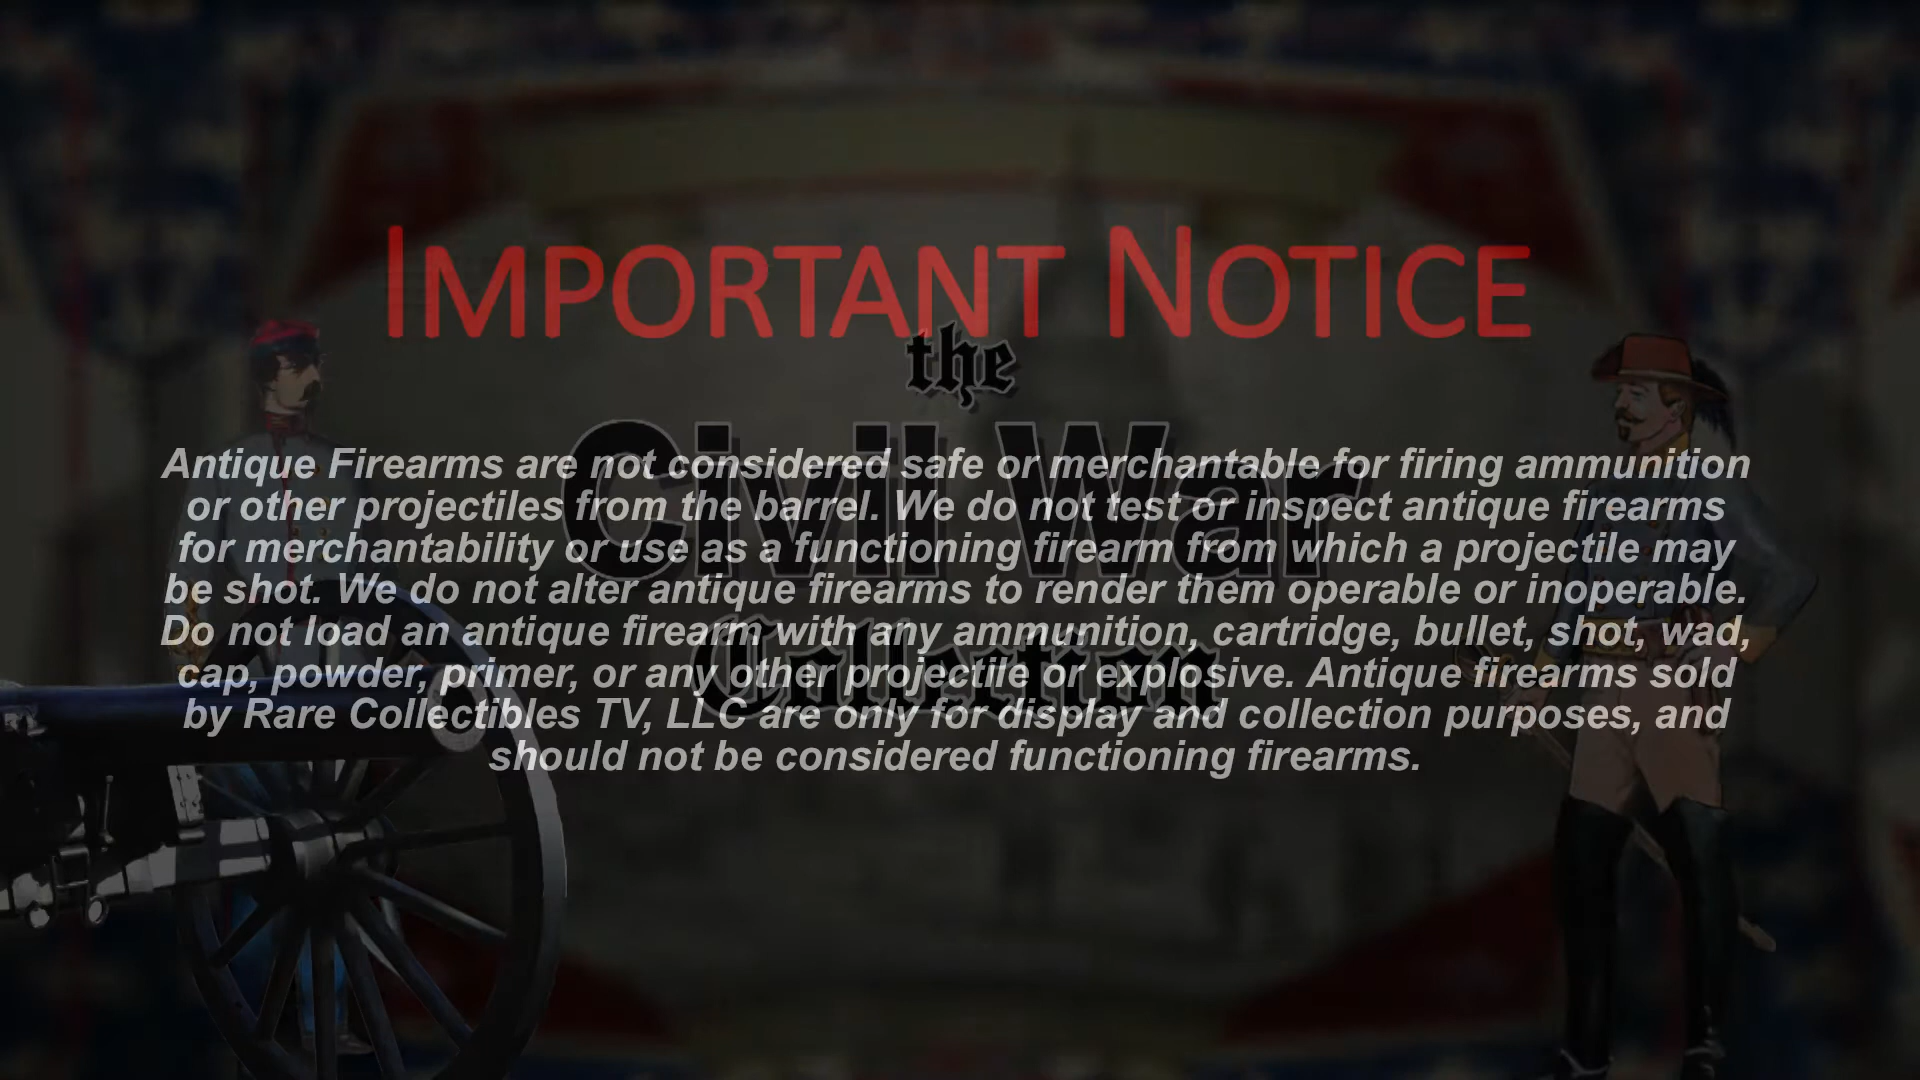 IMPORTANT NOTICE
the
Civil War
Collection
Antique Firearms are not considered safe or merchantable for firing ammunition
or other projectiles from the barrel. We do not test or inspect antique firearms
for merchantability or use as a functioning firearm from which a projectile may
be shot. We do not alter antique firearms to render them operable or inoperable.
Do not load an antique firearm with any ammunition, cartridge, bullet, shot, wad,
cap, powder, primer, or any other projectile or explosive. Antique firearms sold
by Rare Collectibles TV, LLC are only for display and collection purposes, and
should not be considered functioning firearms.